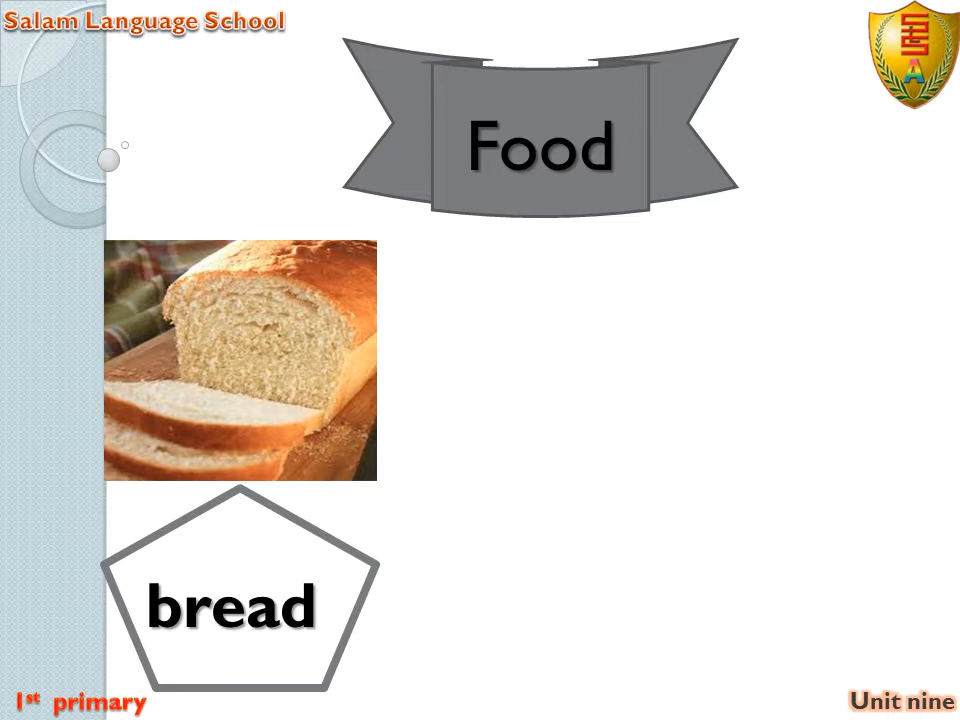 Salam Language School
Food
bread
1st primary
Unit nine